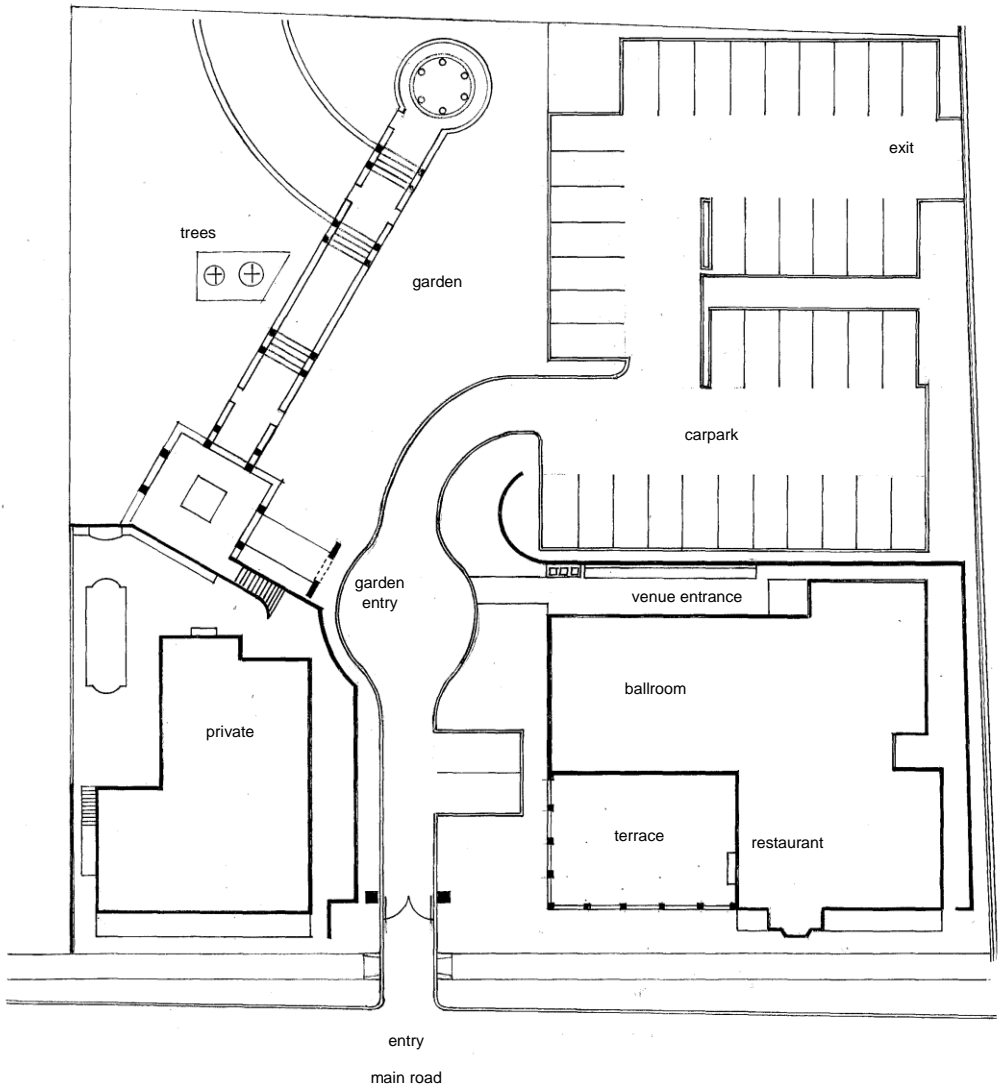 exit
trees
garden
carpark
garden
entry
venue entrance
ballroom
private
terrace
restaurant
entry
main road